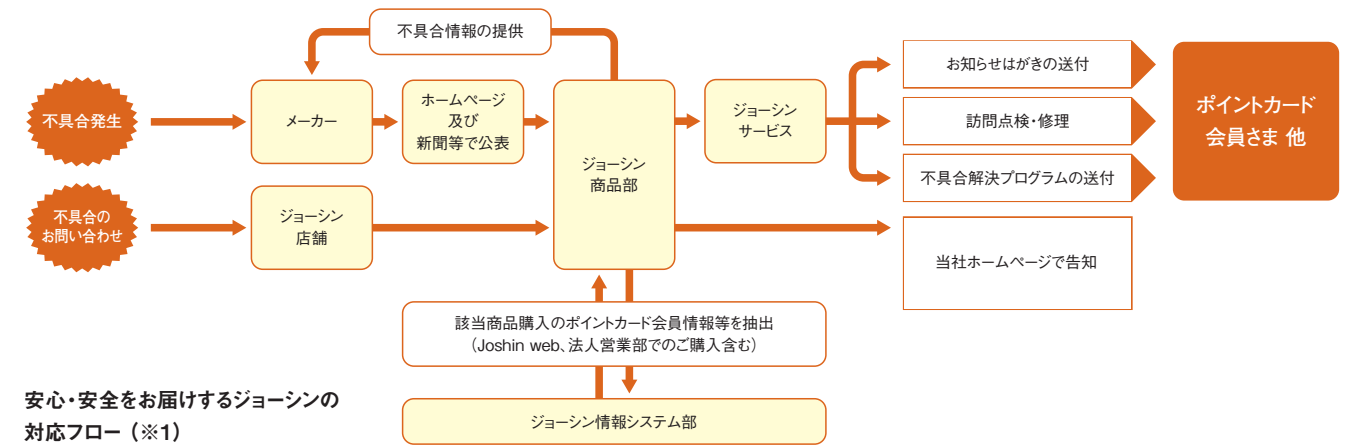 不具合情報の提供
不具合発生
メーカー
ホームページ
及び
新聞等で公表
ジョーシン
商品部
ジョーシン
サービス
お知らせはがきの送付
訪問点検・修理
不具合解決プログラムの送付
ポイントカード
会員さま 他
不具合の
お問い合わせ
ジョーシン
店舗
当社ホームページで告知
該当商品購入のポイントカード会員情報等を抽出
（Joshin web、法人営業部でのご購入含む）
ジョーシン情報システム部
安心・安全をお届けするジョーシンの
対応フロー（※1）